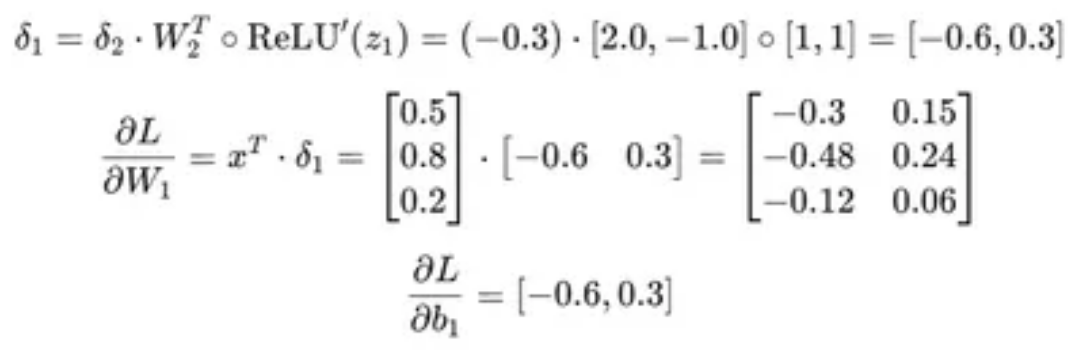 δ₁ = δ₂ · W₂ᵀ ∘ ReLU′(z₁) = (−0.3) · [2.0, −1.0] ∘ [1, 1] = [−0.6, 0.3]
∂L/∂W₁ = xᵀ · δ₁ = [0.5; 0.8; 0.2] · [−0.6 0.3] = [−0.3 0.15; −0.48 0.24; −0.12 0.06]
∂L/∂b₁ = [−0.6, 0.3]